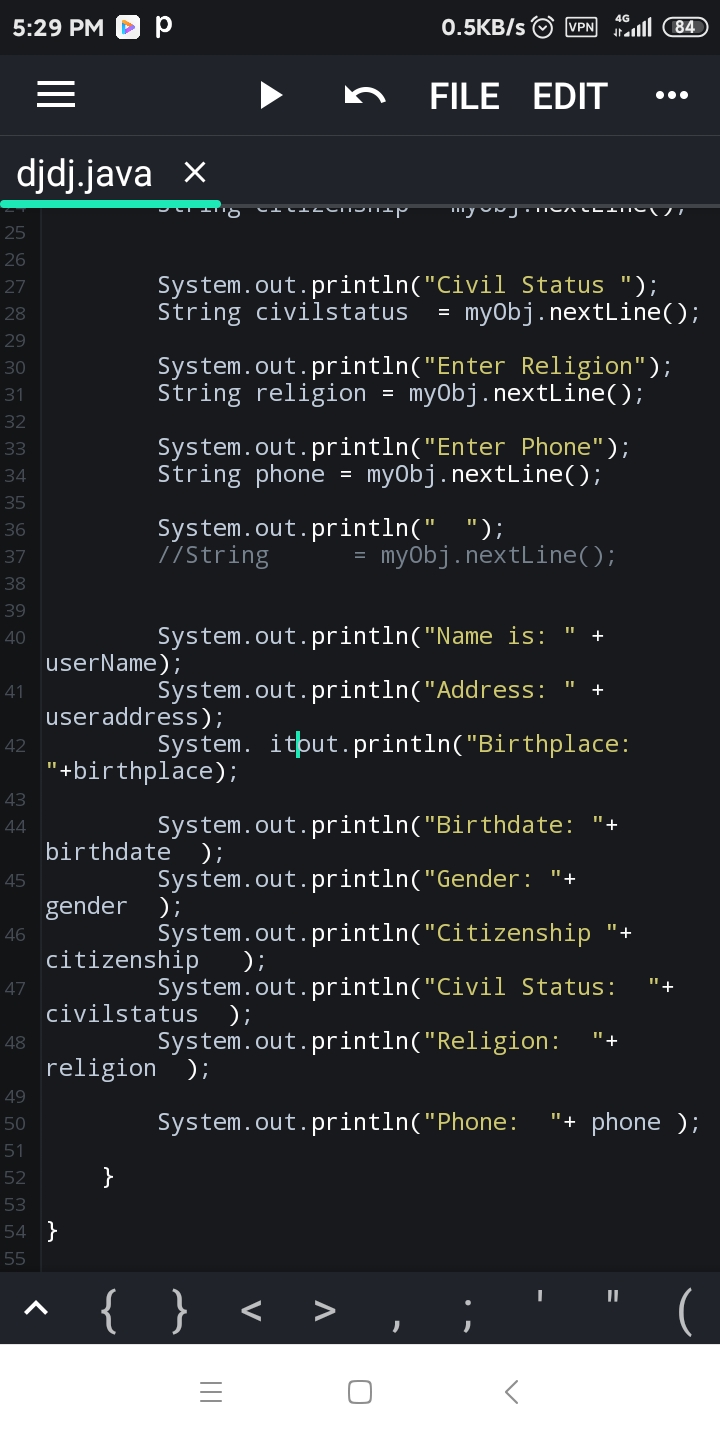 5:29 PM p 0.5KB/s VPN 4G 84
FILE EDIT
djdj.java
24 String citizenship = myObj.nextLine();
25
26
27 System.out.println("Civil Status ");
28 String civilstatus  = myObj.nextLine();
29
30 System.out.println("Enter Religion");
31 String religion = myObj.nextLine();
32
33 System.out.println("Enter Phone");
34 String phone = myObj.nextLine();
35
36 System.out.println("  ");
37 //String      = myObj.nextLine();
38
39
40 System.out.println("Name is: " +
userName);
41 System.out.println("Address: " +
useraddress);
42 System. itout.println("Birthplace:
"+birthplace);
43
44 System.out.println("Birthdate: "+
birthdate  );
45 System.out.println("Gender: "+
gender  );
46 System.out.println("Citizenship "+
citizenship   );
47 System.out.println("Civil Status:  "+
civilstatus  );
48 System.out.println("Religion:  "+
religion  );
49
50 System.out.println("Phone:  "+ phone );
51
52 }
53
54 }
55
{ } < > , ; ' " (